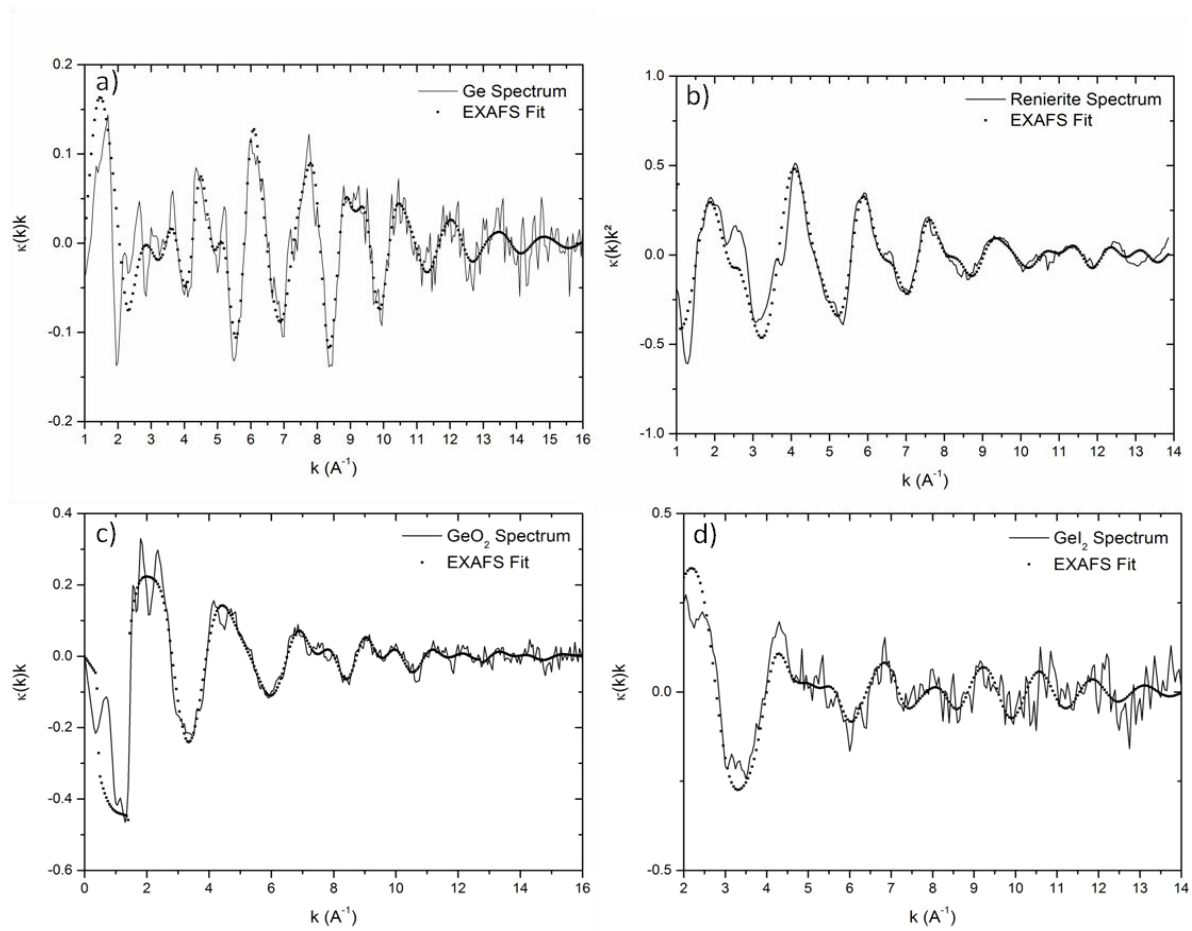 a)
Ge Spectrum
EXAFS Fit
0.2
0.1
0.0
-0.1
-0.2
κ(k)k
1 2 3 4 5 6 7 8 9 10 11 12 13 14 15 16
k (A⁻¹)
b)
Renierite Spectrum
EXAFS Fit
1.0
0.5
0.0
-0.5
-1.0
κ(k)k²
1 2 3 4 5 6 7 8 9 10 11 12 13 14
k (A⁻¹)
c)
GeO₂ Spectrum
EXAFS Fit
0.4
0.2
0.0
-0.2
-0.4
-0.6
κ(k)k
0 2 4 6 8 10 12 14 16
k (A⁻¹)
d)
GeI₂ Spectrum
EXAFS Fit
0.5
0.0
-0.5
κ(k)k
2 3 4 5 6 7 8 9 10 11 12 13 14
k (A⁻¹)